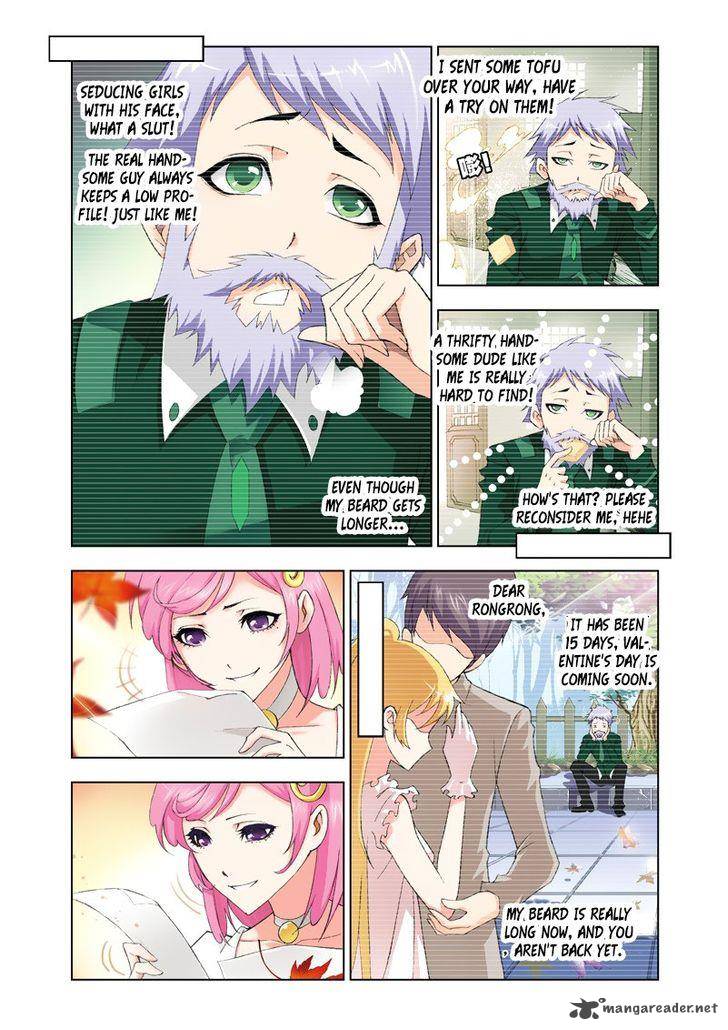 SEDUCING GIRLS
WITH HIS FACE,
WHAT A SLUT!
THE REAL HAND-
SOME GUY ALWAYS
KEEPS A LOW PRO-
FILE! JUST LIKE ME!
EVEN THOUGH
MY BEARD GETS
LONGER...
I SENT SOME TOFU
OVER YOUR WAY, HAVE
A TRY ON THEM!
嘭!
A THRIFTY HAND-
SOME DUDE LIKE
ME IS REALLY
HARD TO FIND!
HOW'S THAT? PLEASE
RECONSIDER ME, HEHE
DEAR
RONGRONG,
IT HAS BEEN
15 DAYS, VAL-
ENTINE'S DAY IS
COMING SOON.
MY BEARD IS REALLY
LONG NOW, AND YOU
AREN'T BACK YET.
mangareader.net